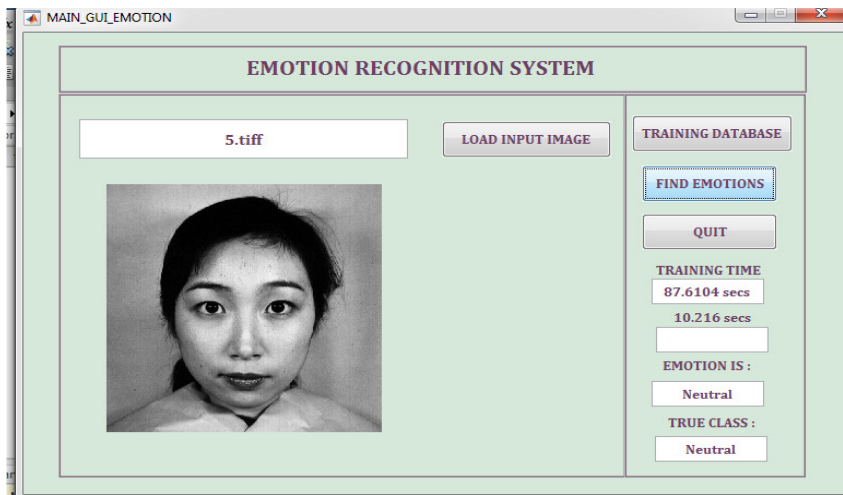 MAIN_GUI_EMOTION
EMOTION RECOGNITION SYSTEM
5.tiff
LOAD INPUT IMAGE
TRAINING DATABASE
FIND EMOTIONS
QUIT
TRAINING TIME
87.6104 secs
10.216 secs
EMOTION IS :
Neutral
TRUE CLASS :
Neutral